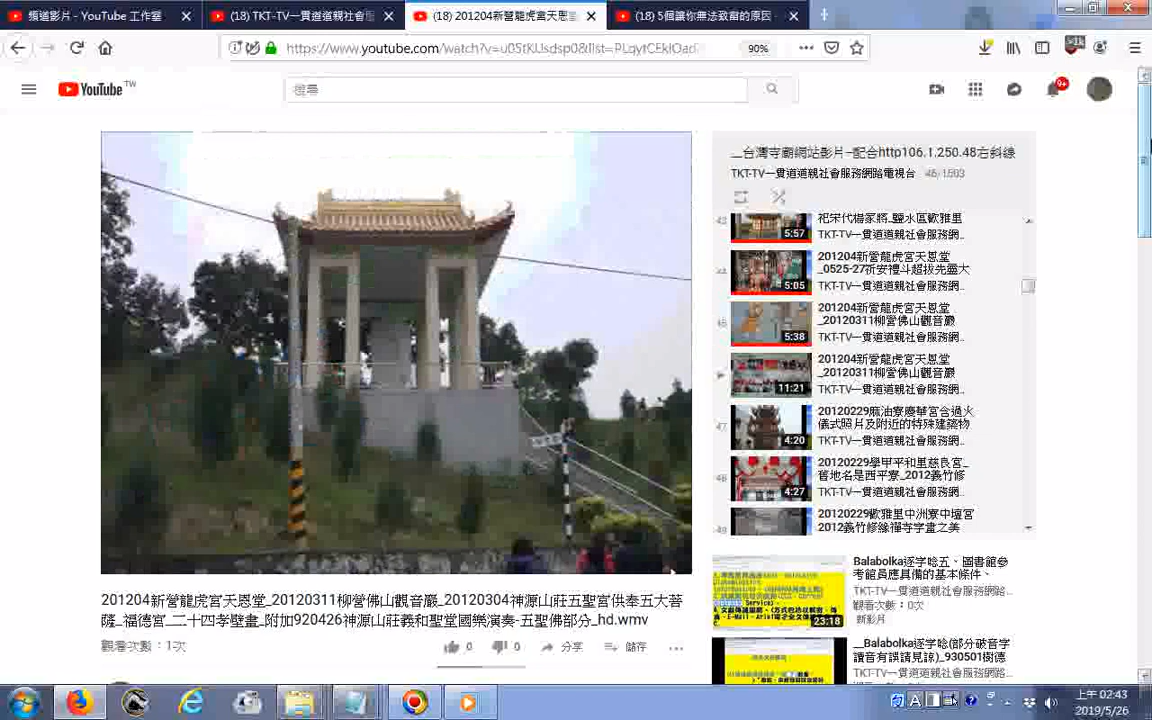 頻道影片 - YouTube 工作室
(18) TKT-TV一貫道道親社會
(18) 201204新營龍虎宮天恩堂
(18) 5個讓你無法致富的原因
https://www.youtube.com/watch?v=u0StKUsdsp0&list=PLqytCEkIOad
90%
YouTube TW
搜尋
9+
__台灣寺廟網站影片-配合http106.1.250.48右斜線
TKT-TV一貫道道親社會服務網路電視台 46/1503
祀宋代楊家將_鹽水區歡雅里
TKT-TV一貫道道親社會服務網..
5:57
201204新營龍虎宮天恩堂
_0525-27祈安禮斗超拔先靈大
TKT-TV一貫道道親社會服務網..
5:05
201204新營龍虎宮天恩堂
_20120311柳營佛山觀音巖
TKT-TV一貫道道親社會服務網..
5:38
201204新營龍虎宮天恩堂
_20120311柳營佛山觀音巖
TKT-TV一貫道道親社會服務網..
11:21
47
20120229麻油寮慶華宮含過火
儀式照片及附近的特殊建築物
TKT-TV一貫道道親社會服務網..
4:20
20120229學甲平和里慈良宮_
舊地名是西平寮_2012義竹修
TKT-TV一貫道道親社會服務網..
4:27
20120229歡雅里中洲寮中壇宮
2012義竹修緣禪寺字畫之美
201204新營龍虎宮天恩堂_20120311柳營佛山觀音巖_20120304神源山莊五聖宮供奉五大菩
薩_福德宮_二十四孝壁畫_附加920426神源山莊義和聖堂國樂演奏-五聖佛部分_hd.wmv
觀看次數：1次
0
0
分享
儲存
Balabolka逐字唸五、圖書館參
考館員應具備的基本條件、
TKT-TV一貫道道親社會服務網路..
觀看次數：0次
新影片
23:18
__Balabolka逐字唸(部分破音字
讀音有誤請見諒)_930501樹德
TKT-TV一貫道道親社會服務網路..
上午 02:43
2019/5/26